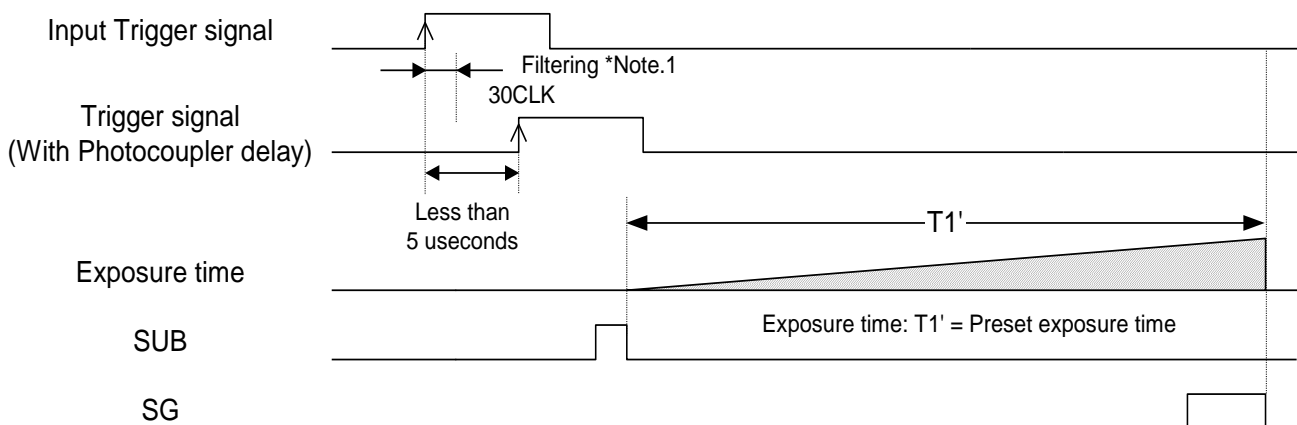 Input Trigger signal
Filtering *Note.1
30CLK
Trigger signal
(With Photocoupler delay)
Less than
5 useconds
T1'
Exposure time
Exposure time: T1' = Preset exposure time
SUB
SG